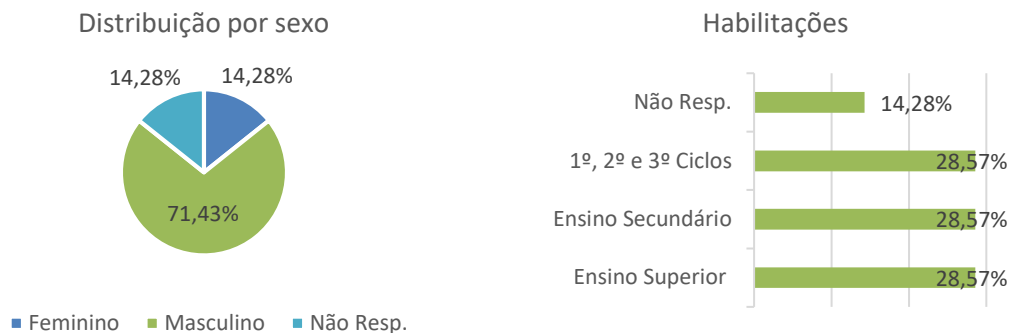 Distribuição por sexo
14,28%
14,28%
71,43%
Feminino
Masculino
Não Resp.
Habilitações
Não Resp.
14,28%
1º, 2º e 3º Ciclos
28,57%
Ensino Secundário
28,57%
Ensino Superior
28,57%